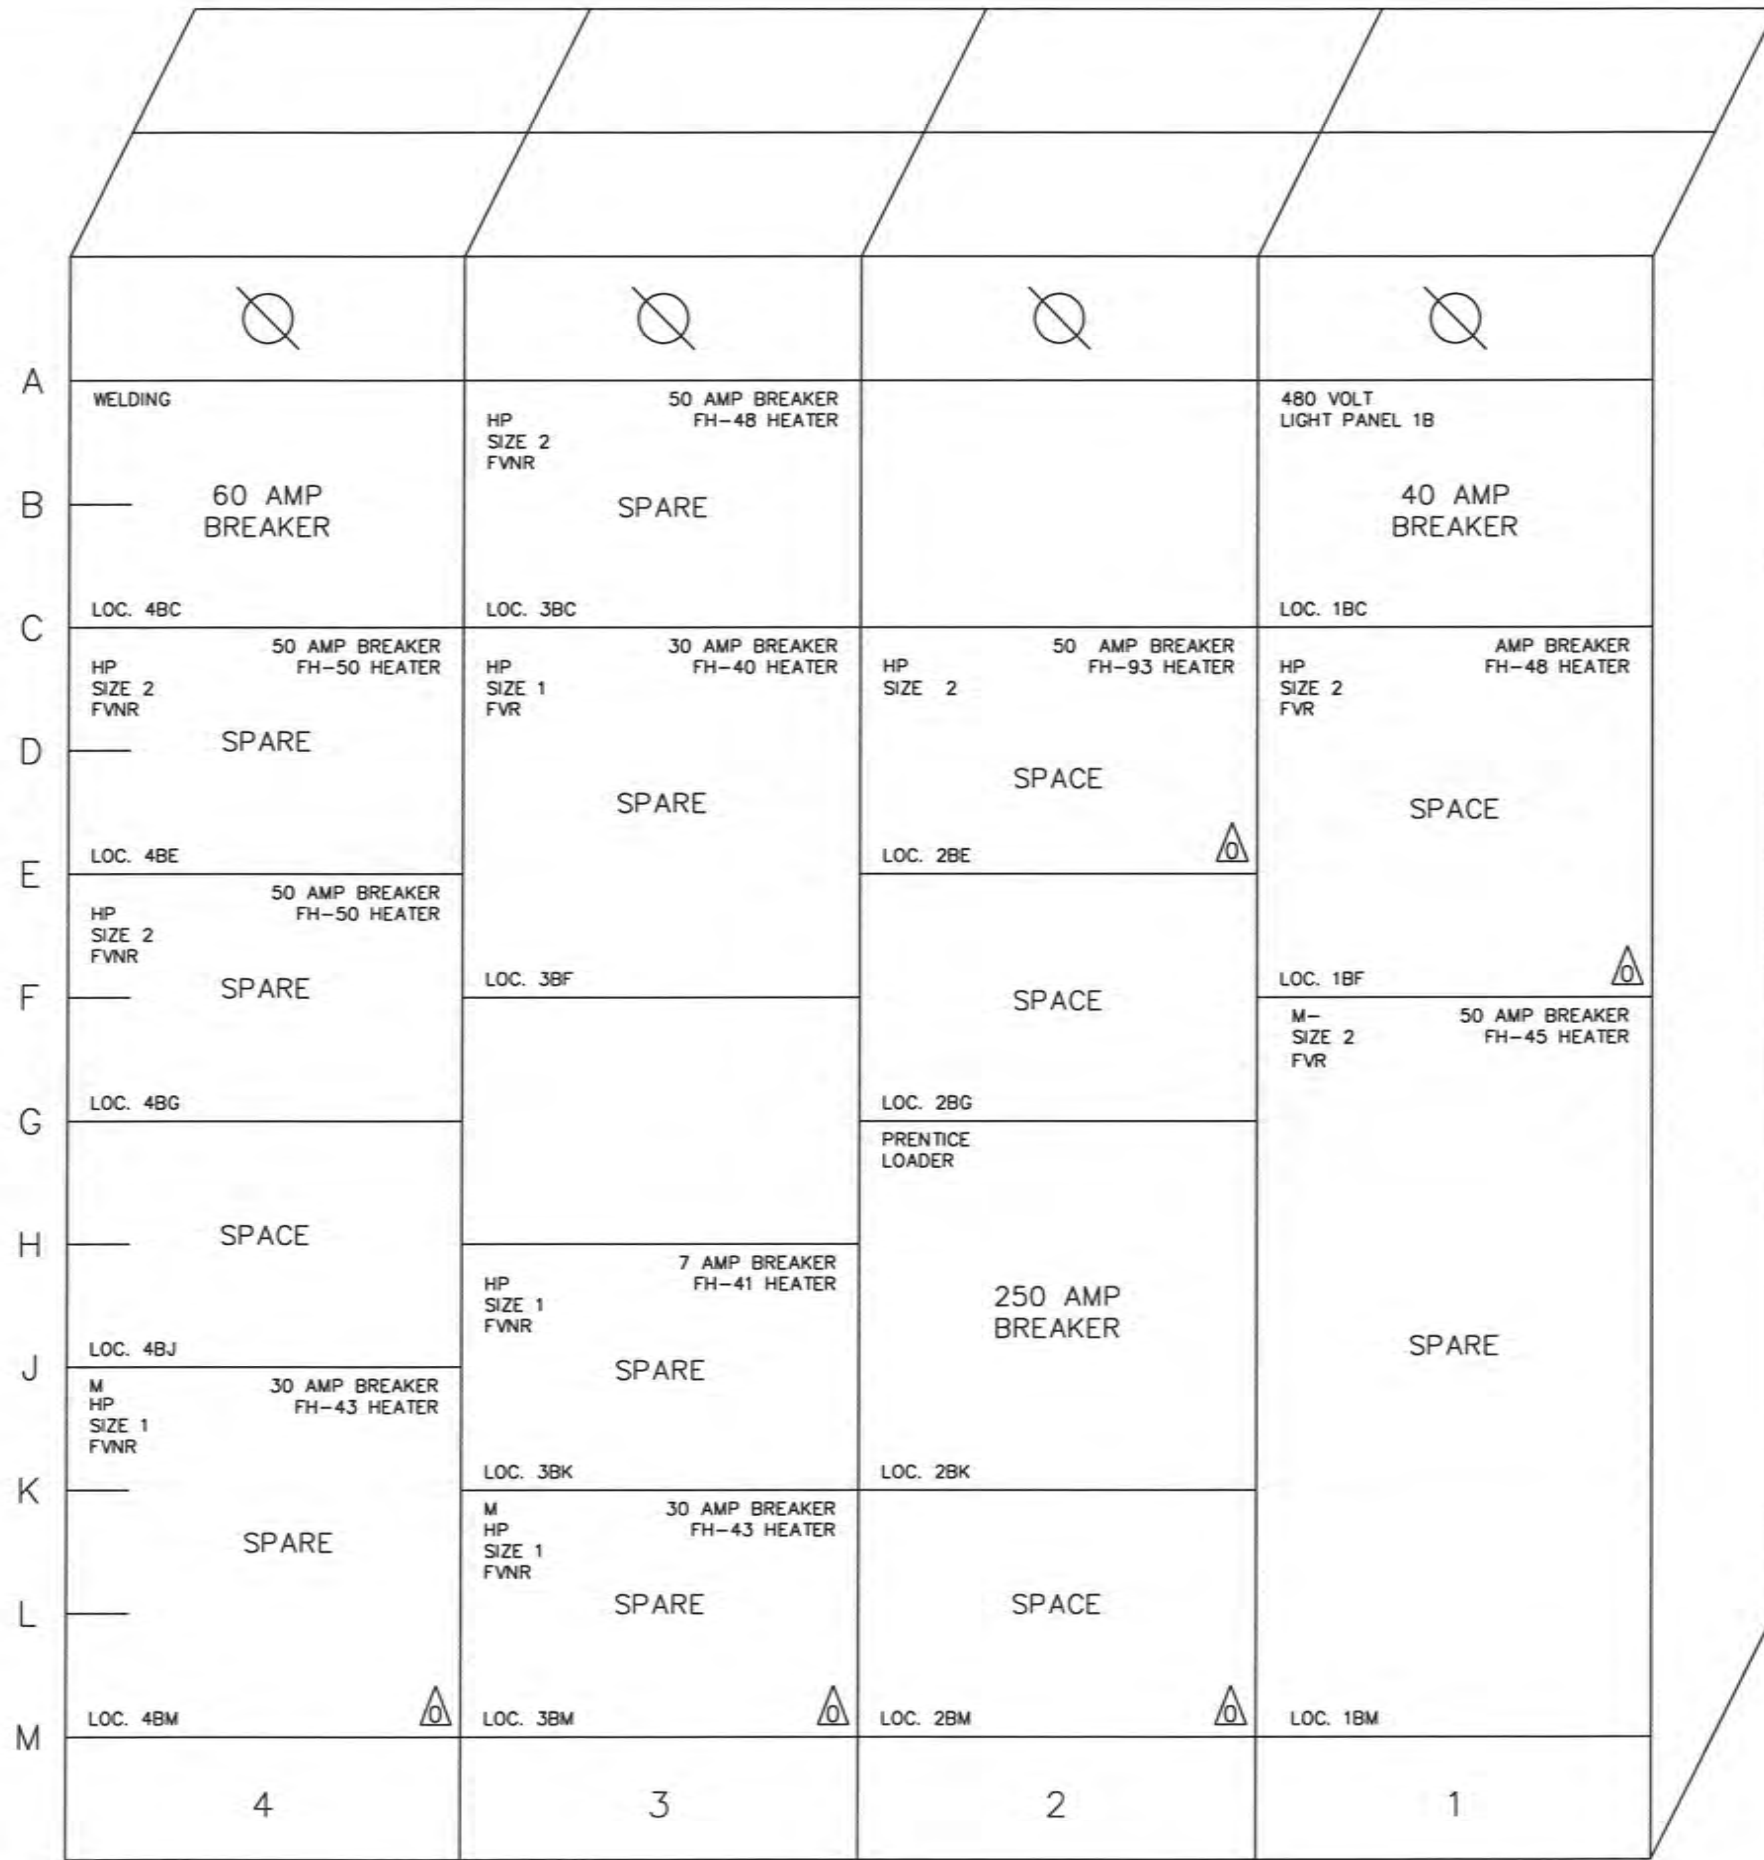 A
WELDING
60 AMP
BREAKER
LOC. 4BC
50 AMP BREAKER
FH-48 HEATER
HP
SIZE 2
FVNR
SPARE
LOC. 3BC
480 VOLT
LIGHT PANEL 1B
40 AMP
BREAKER
LOC. 1BC
B
C
50 AMP BREAKER
FH-50 HEATER
HP
SIZE 2
FVNR
SPARE
LOC. 4BE
30 AMP BREAKER
FH-40 HEATER
HP
SIZE 1
FVR
SPARE
LOC. 3BF
50 AMP BREAKER
FH-93 HEATER
HP
SIZE 2
SPACE
LOC. 2BE
0
AMP BREAKER
FH-48 HEATER
HP
SIZE 2
FVR
SPACE
LOC. 1BF
0
D
E
50 AMP BREAKER
FH-50 HEATER
HP
SIZE 2
FVNR
SPARE
LOC. 4BG
SPACE
LOC. 2BG
F
M-
SIZE 2
FVR
50 AMP BREAKER
FH-45 HEATER
SPARE
LOC. 1BM
G
SPACE
LOC. 4BJ
PRENTICE
LOADER
250 AMP
BREAKER
LOC. 2BK
H
7 AMP BREAKER
FH-41 HEATER
HP
SIZE 1
FVNR
SPARE
LOC. 3BK
J
M
HP
SIZE 1
FVNR
30 AMP BREAKER
FH-43 HEATER
SPARE
LOC. 4BM
0
K
M
HP
SIZE 1
FVNR
30 AMP BREAKER
FH-43 HEATER
SPARE
LOC. 3BM
0
SPACE
LOC. 2BM
0
L
M
4
3
2
1